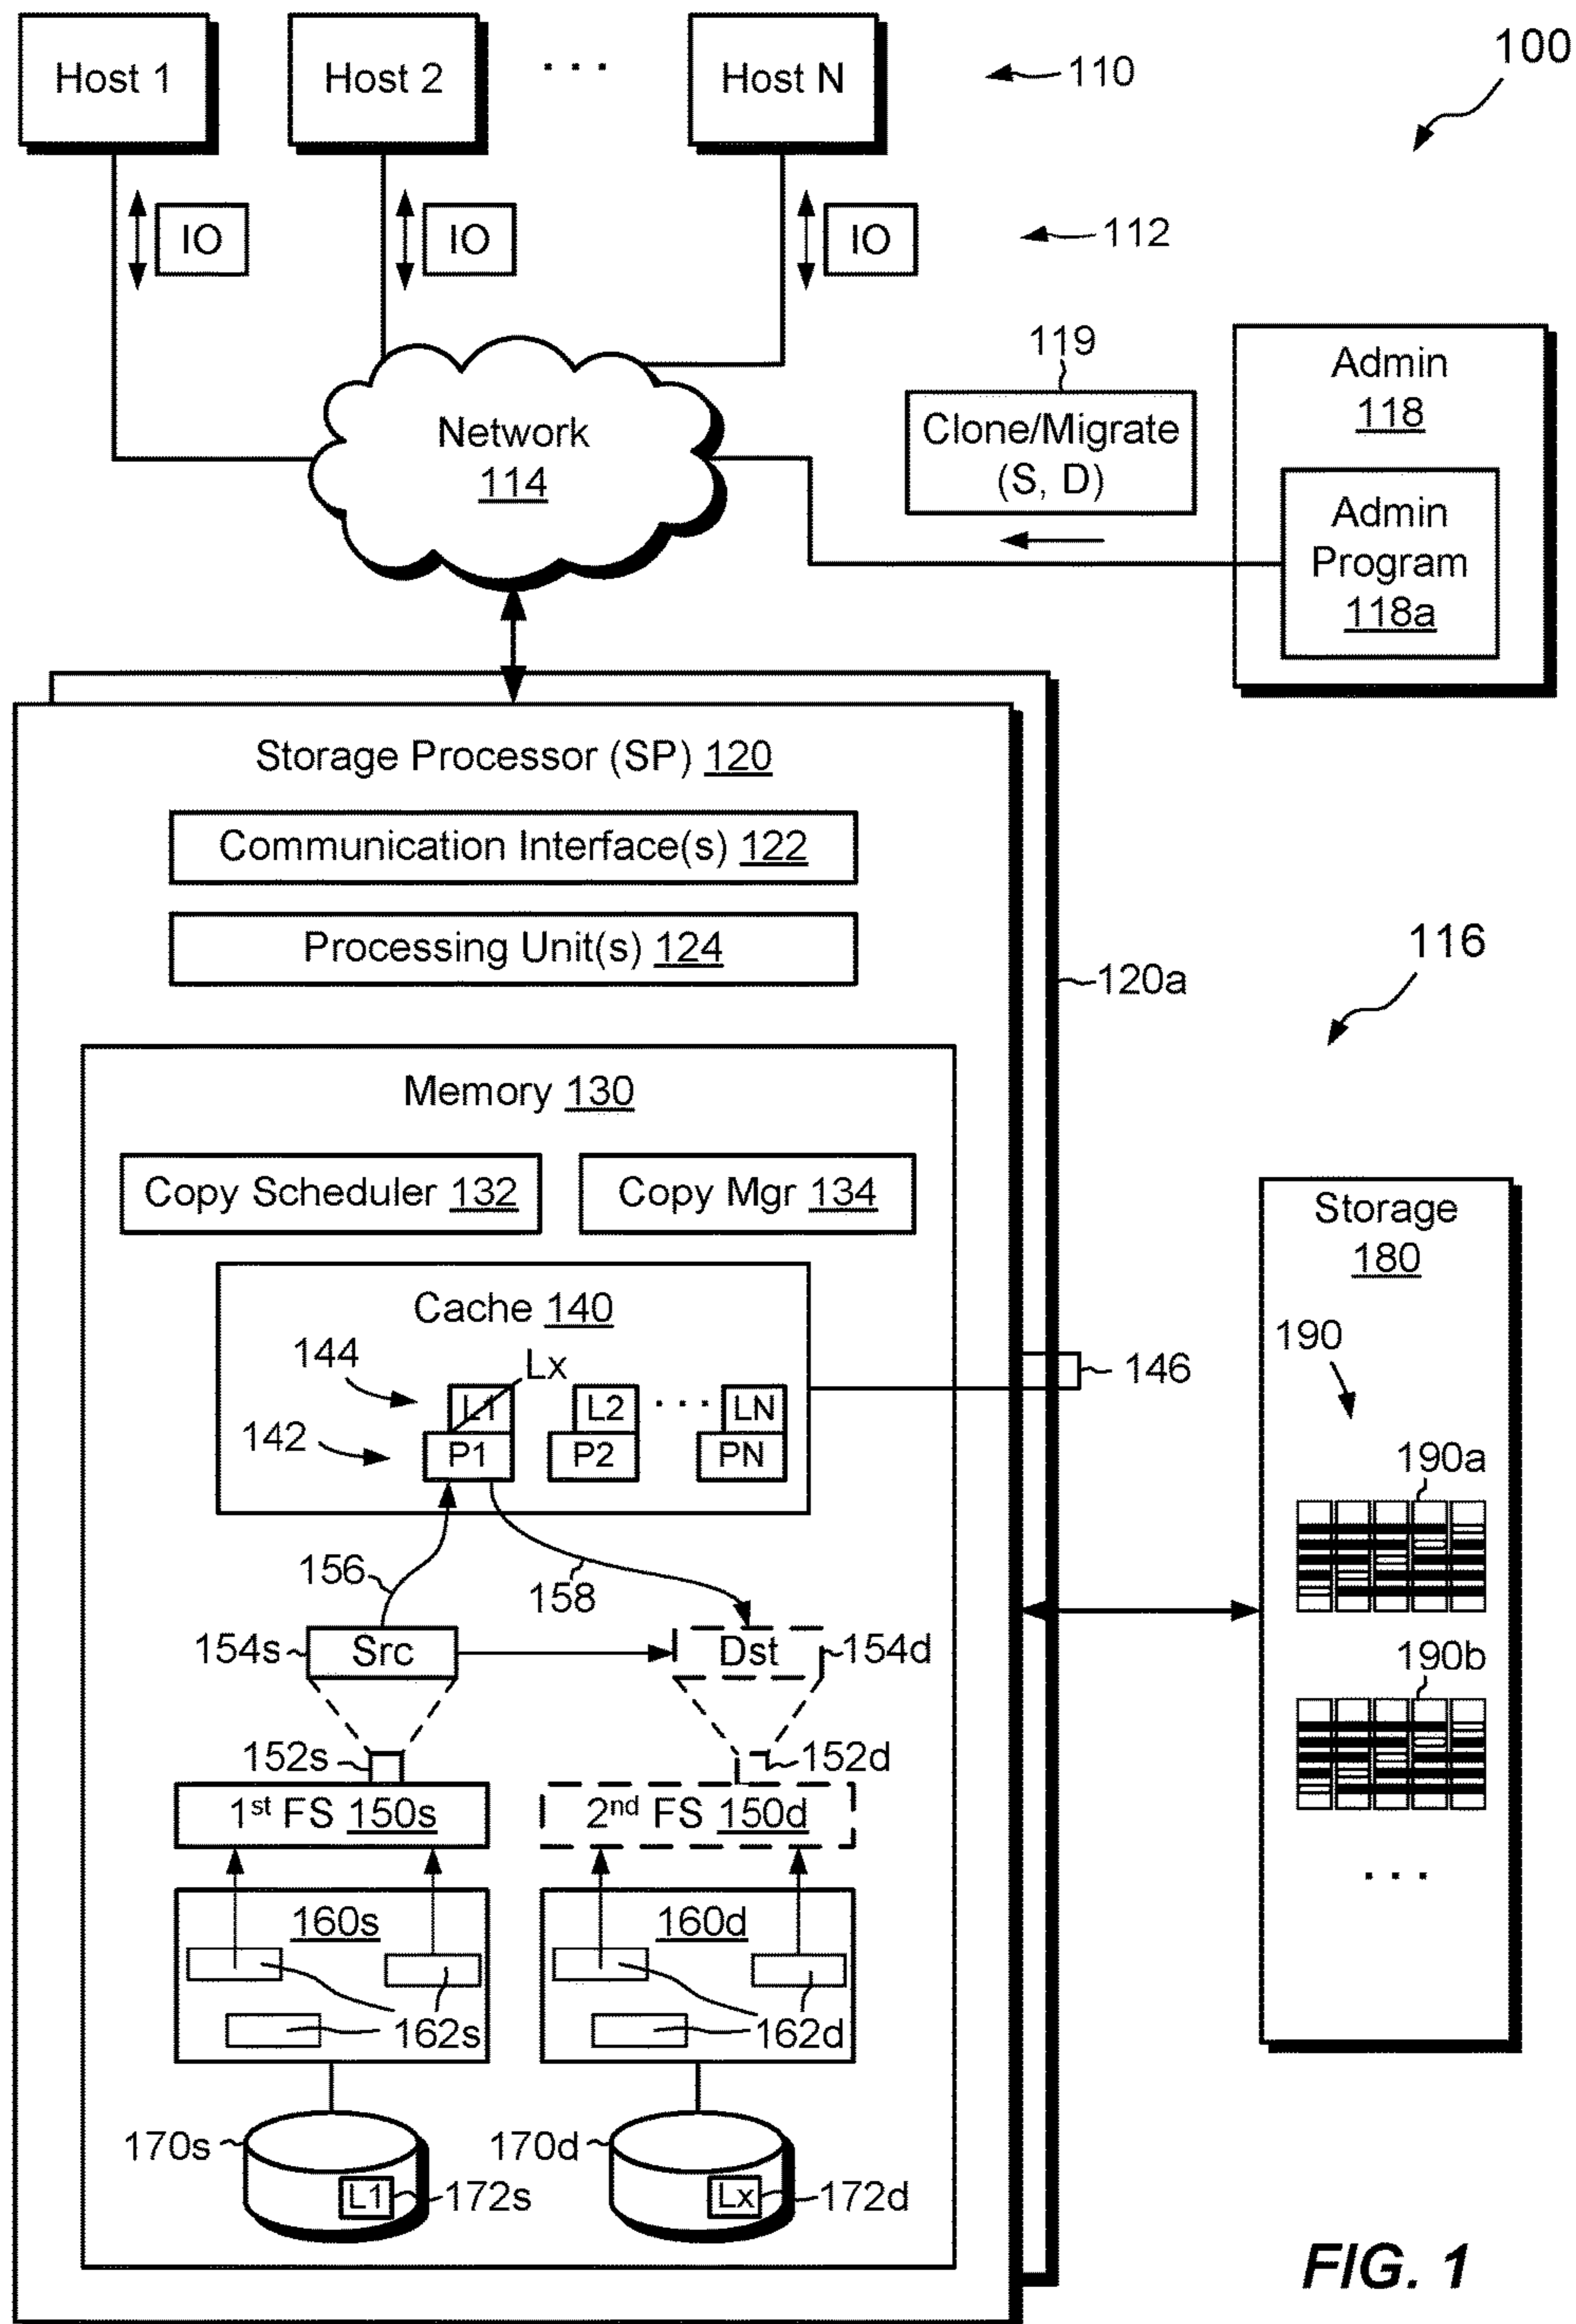 Host 1
Host 2
. . .
Host N
110
100
IO
IO
IO
112
119
Clone/Migrate
(S, D)
Admin
118
Admin
Program
118a
Network
114
Storage Processor (SP) 120
Communication Interface(s) 122
Processing Unit(s) 124
120a
116
Memory 130
Copy Scheduler 132
Copy Mgr 134
Cache 140
144
Lx
L1
L2
. . .
LN
142
P1
P2
PN
146
Storage
180
190
190a
190b
. . .
156
158
154s
Src
Dst
154d
152s
152d
1st FS 150s
2nd FS 150d
160s
160d
162s
162d
170s
L1
172s
170d
Lx
172d
FIG. 1